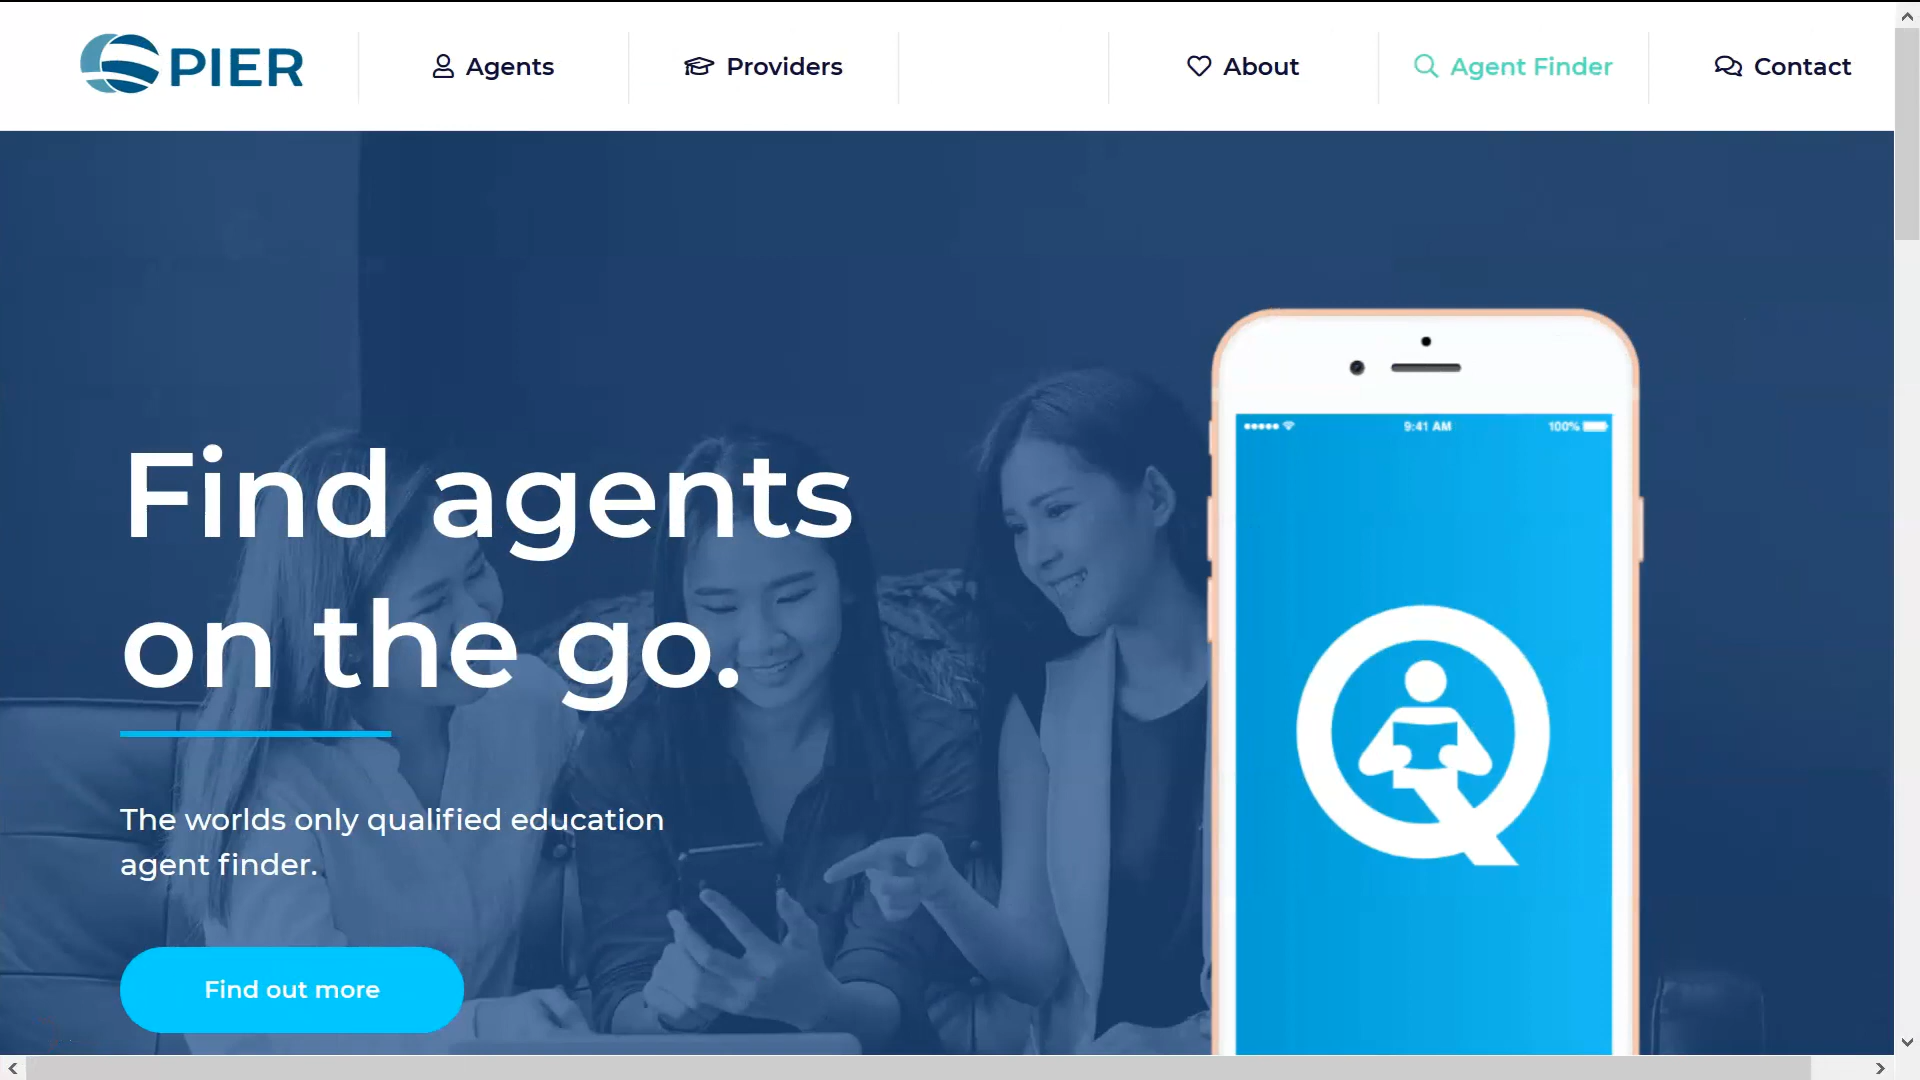 PIER
Agents
Providers
About
Agent Finder
Contact
9:41 AM
100%
Find agents
on the go.
The worlds only qualified education
agent finder.
Find out more